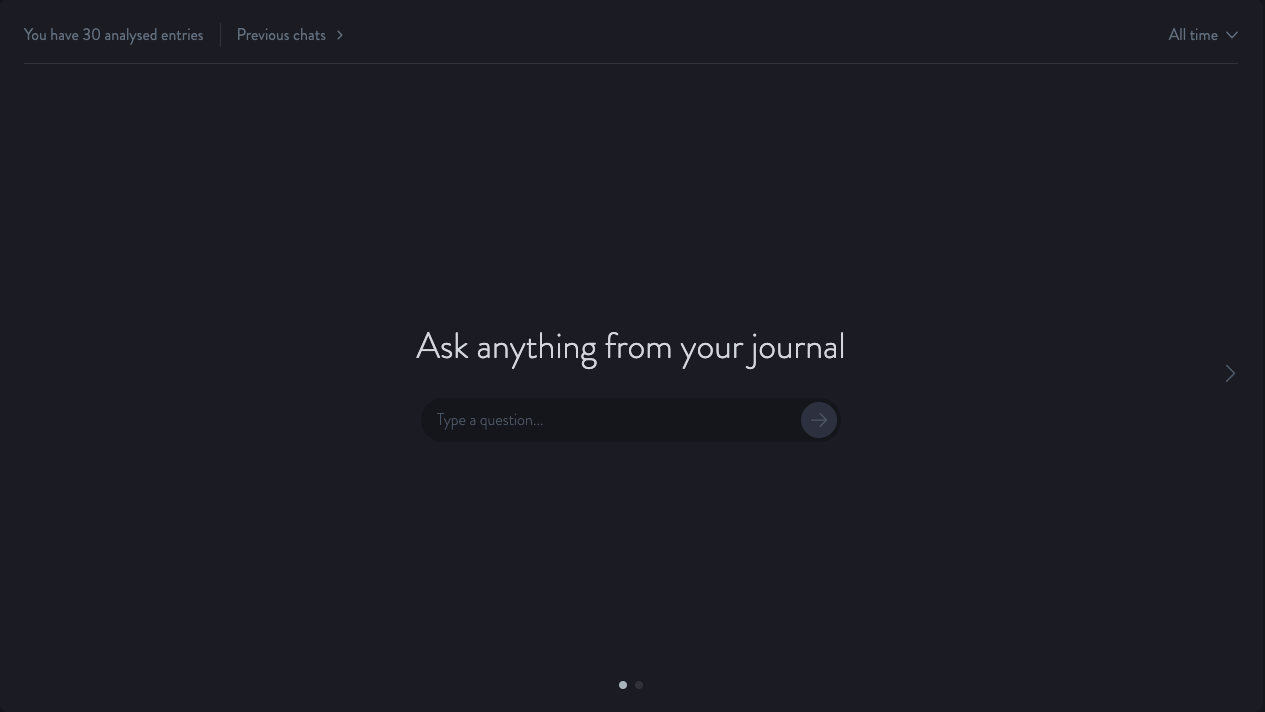 You have 30 analysed entries
Previous chats
All time
Ask anything from your journal
Type a question...